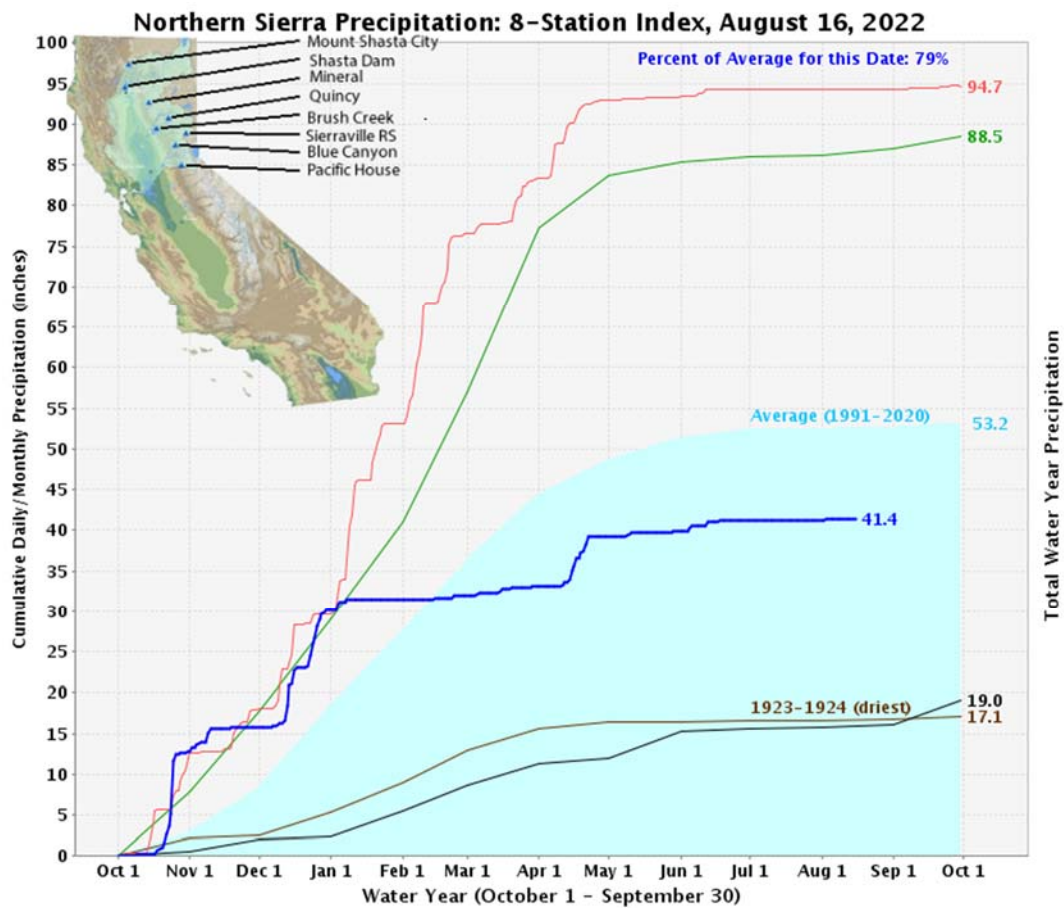 Northern Sierra Precipitation: 8-Station Index, August 16, 2022
Percent of Average for this Date: 79%
Mount Shasta City
Shasta Dam
Mineral
Quincy
Brush Creek
Sierraville RS
Blue Canyon
Pacific House
Cumulative Daily/Monthly Precipitation (inches)
100
95
90
85
80
75
70
65
60
55
50
45
40
35
30
25
20
15
10
5
0
94.7
88.5
Average (1991-2020)
53.2
41.4
1923-1924 (driest)
19.0
17.1
Total Water Year Precipitation
Oct 1 Nov 1 Dec 1 Jan 1 Feb 1 Mar 1 Apr 1 May 1 Jun 1 Jul 1 Aug 1 Sep 1 Oct 1
Water Year (October 1 - September 30)